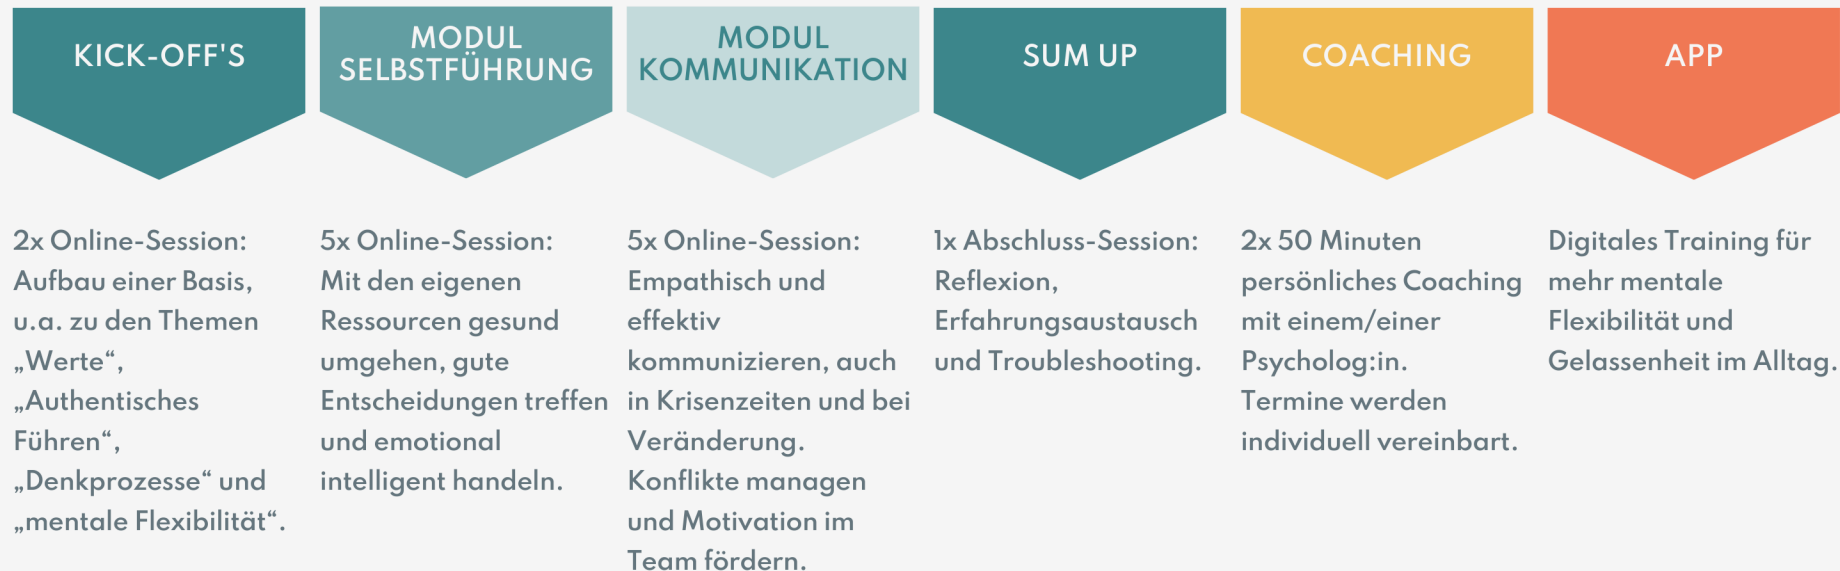 KICK-OFF'S
2x Online-Session:
Aufbau einer Basis,
u.a. zu den Themen
„Werte“,
„Authentisches
Führen“,
„Denkprozesse“ und
„mentale Flexibilität“.
MODUL
SELBSTFÜHRUNG
5x Online-Session:
Mit den eigenen
Ressourcen gesund
umgehen, gute
Entscheidungen treffen
und emotional
intelligent handeln.
MODUL
KOMMUNIKATION
5x Online-Session:
Empathisch und
effektiv
kommunizieren, auch
in Krisenzeiten und bei
Veränderung.
Konflikte managen
und Motivation im
Team fördern.
SUM UP
1x Abschluss-Session:
Reflexion,
Erfahrungsaustausch
und Troubleshooting.
COACHING
2x 50 Minuten
persönliches Coaching
mit einem/einer
Psycholog:in.
Termine werden
individuell vereinbart.
APP
Digitales Training für
mehr mentale
Flexibilität und
Gelassenheit im Alltag.